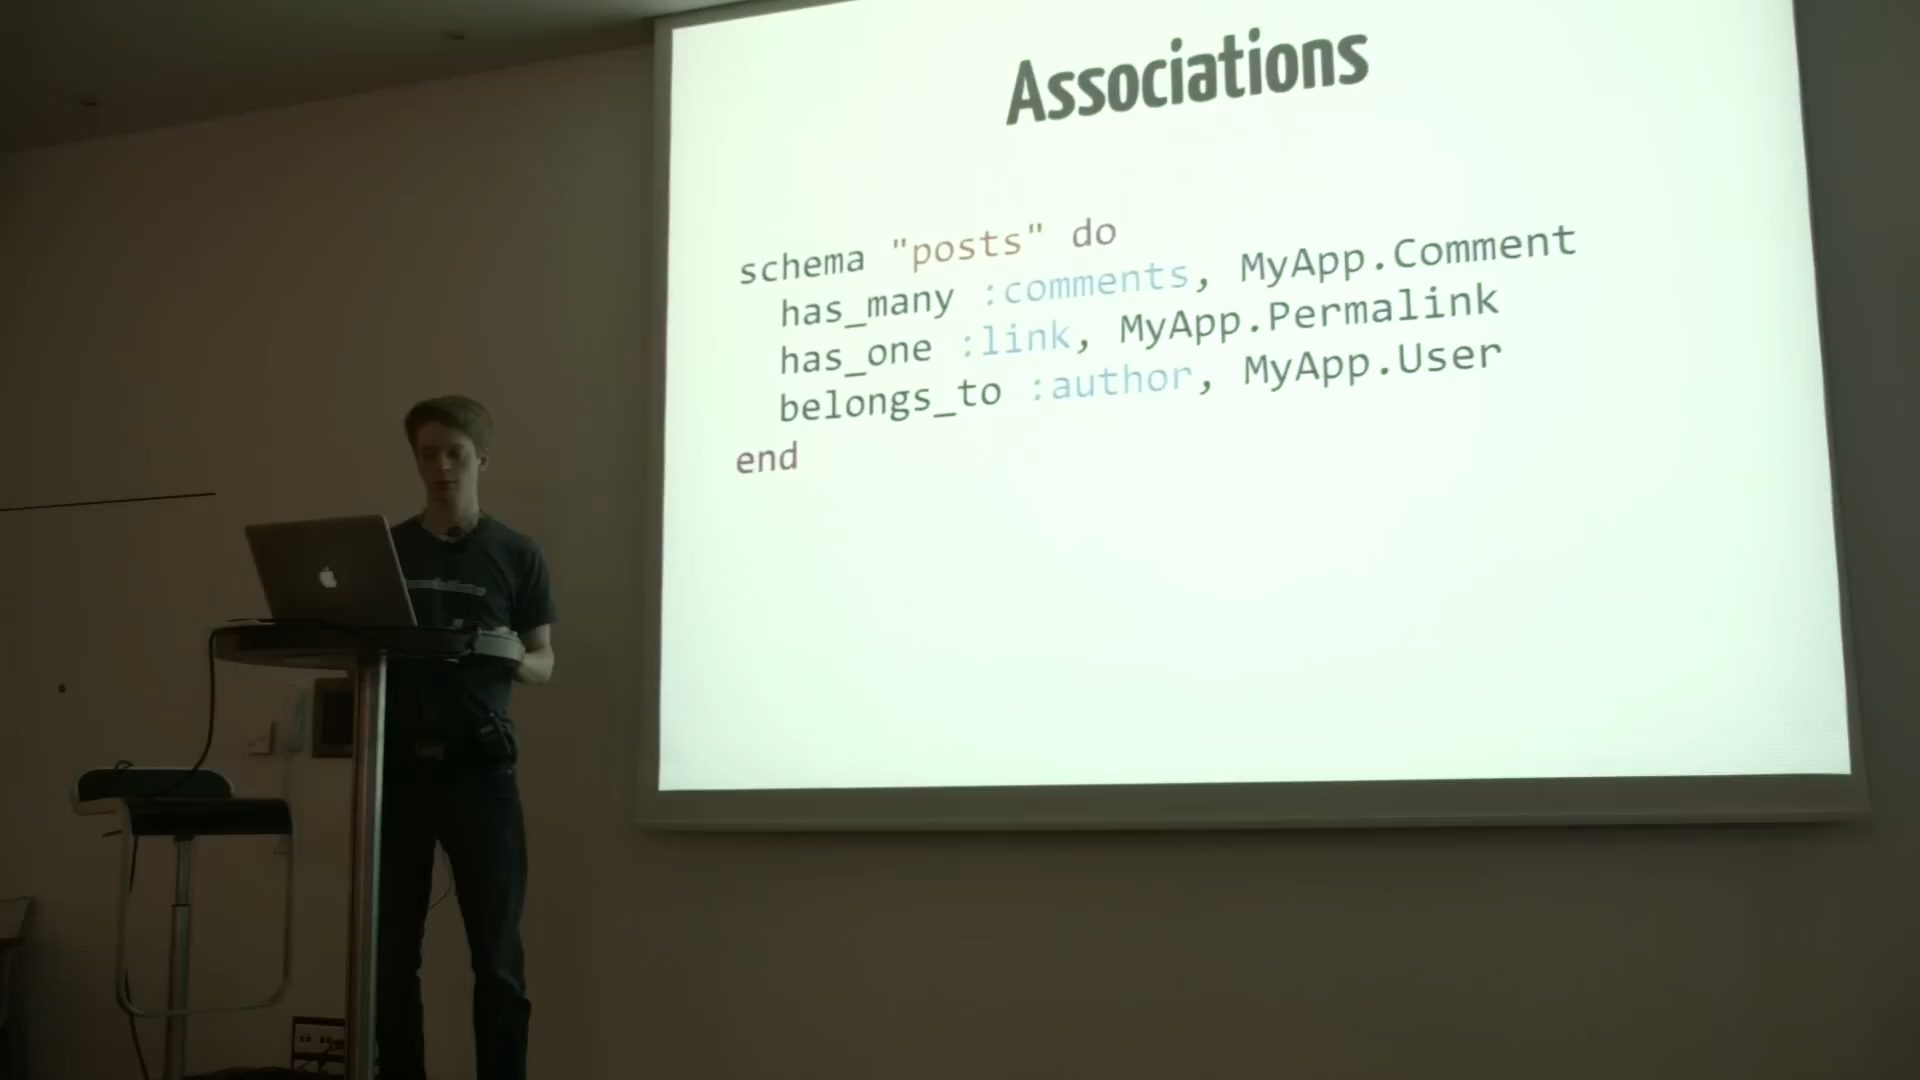 Associations
schema "posts" do
has_many :comments, MyApp.Comment
has_one :link, MyApp.Permalink
belongs_to :author, MyApp.User
end